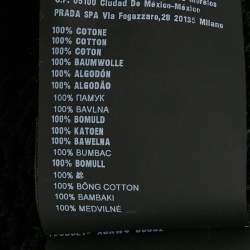 C.P. 05100 Ciudad De México-México
PRADA SPA Via Fogazzaro,28 20135 Milano
100% COTONE
100% COTTON
100% COTON
100% BAUMWOLLE
100% ALGODÓN
100% ALGODÃO
100% ПАМУК
100% BAVLNA
100% BOMULD
100% KATOEN
100% BAWELNA
100% BUMBAC
100% BOMULL
100% 綿
100% BÔNG COTTON
100% BAMBAKI
100% MEDVILNĖ